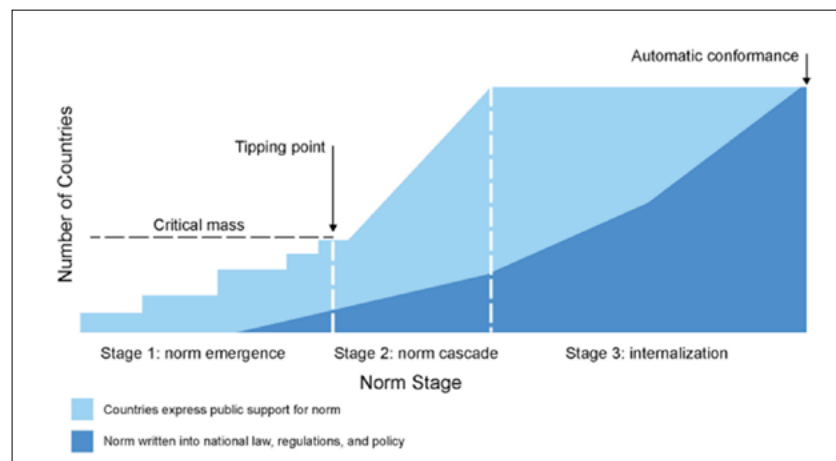 Automatic conformance
Tipping point
Critical mass
Number of Countries
Stage 1: norm emergence
Stage 2: norm cascade
Stage 3: internalization
Norm Stage
Countries express public support for norm
Norm written into national law, regulations, and policy